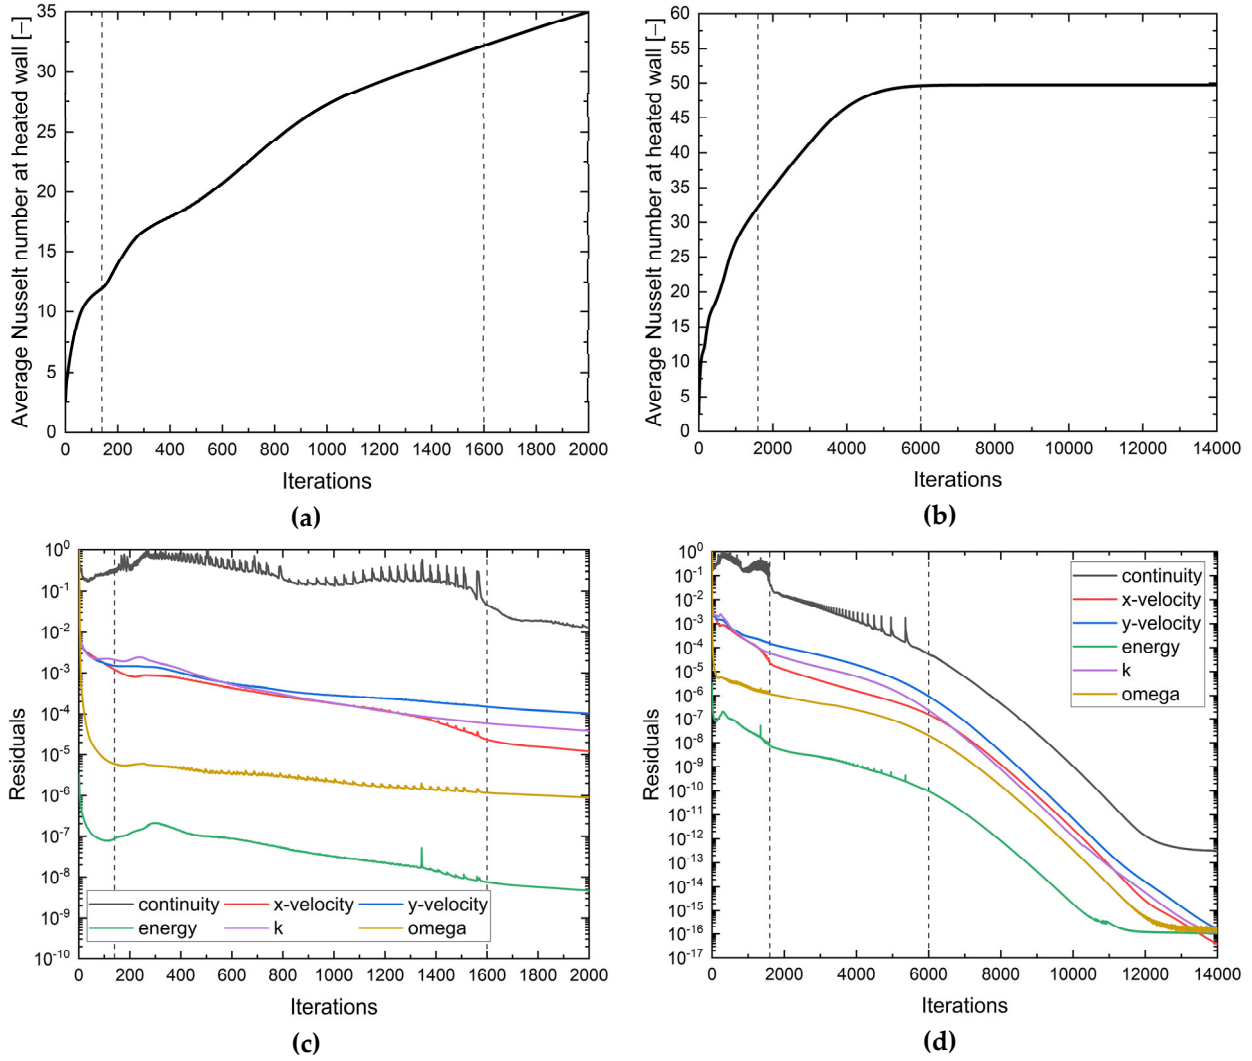 (a)
Average Nusselt number at heated wall [−]
35
30
25
20
15
10
5
0
0 200 400 600 800 1000 1200 1400 1600 1800 2000
Iterations
(a)
(b)
Average Nusselt number at heated wall [−]
60
55
50
45
40
35
30
25
20
15
10
5
0
0 2000 4000 6000 8000 10000 12000 14000
Iterations
(b)
Residuals
10^0
10^-1
10^-2
10^-3
10^-4
10^-5
10^-6
10^-7
10^-8
10^-9
10^-10
continuity x-velocity y-velocity
energy k omega
0 200 400 600 800 1000 1200 1400 1600 1800 2000
Iterations
(c)
Residuals
10^0
10^-1
10^-2
10^-3
10^-4
10^-5
10^-6
10^-7
10^-8
10^-9
10^-10
10^-11
10^-12
10^-13
10^-14
10^-15
10^-16
10^-17
continuity
x-velocity
y-velocity
energy
k
omega
0 2000 4000 6000 8000 10000 12000 14000
Iterations
(d)